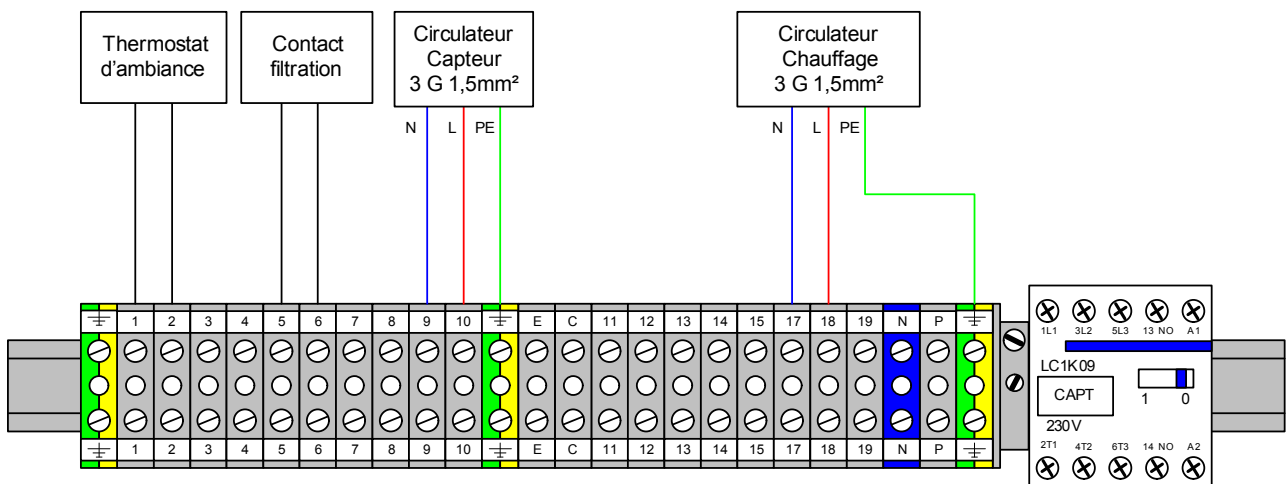 Thermostat
d'ambiance
Contact
filtration
Circulateur
Capteur
3 G 1,5mm²
Circulateur
Chauffage
3 G 1,5mm²
N L PE
N L PE
1 2 3 4 5 6 7 8 9 10 E C 11 12 13 14 15 17 18 19 N P
1L1 3L2 5L3 13 NO A1
LC1K09
CAPT
1 0
230V
1 2 3 4 5 6 7 8 9 10 E C 11 12 13 14 15 17 18 19 N P
2T1 4T2 6T3 14 NO A2